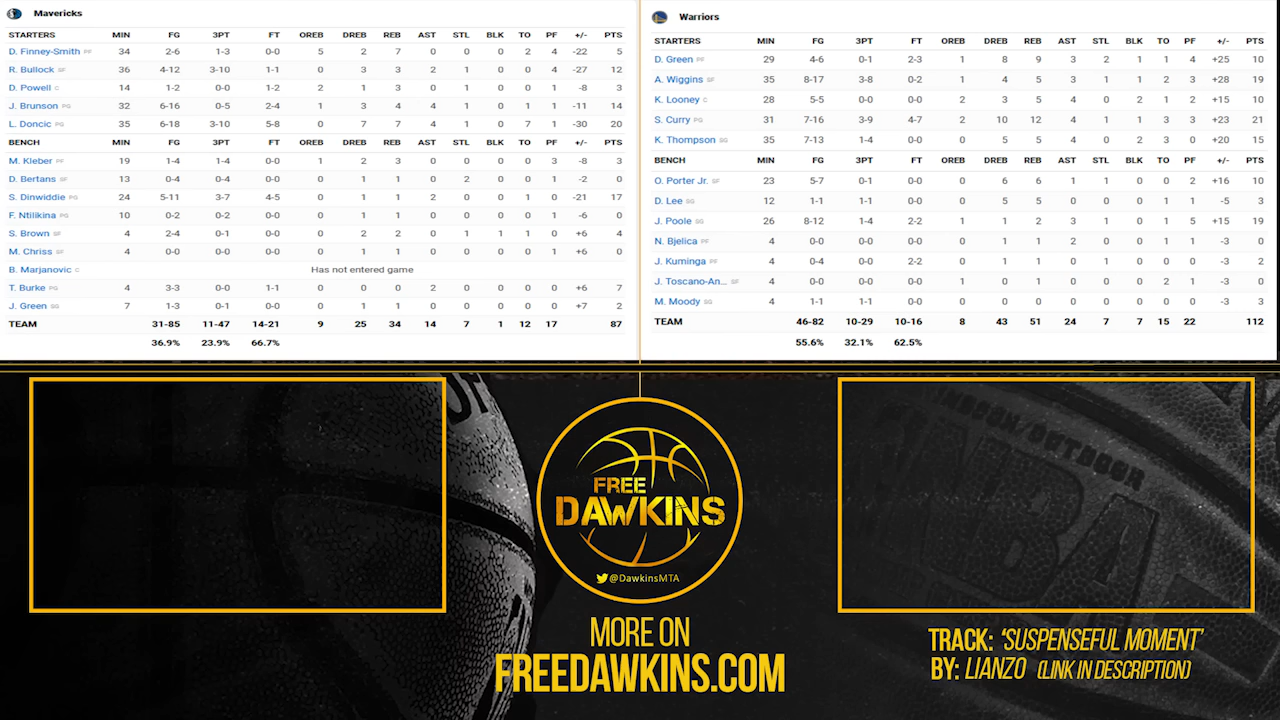 Mavericks
STARTERS MIN FG 3PT FT OREB DREB REB AST STL BLK TO PF +/- PTS
D. Finney-Smith PF 34 2-6 1-3 0-0 5 2 7 0 0 0 2 4 -22 5
R. Bullock SF 36 4-12 3-10 1-1 0 3 3 2 1 0 0 4 -27 12
D. Powell C 14 1-2 0-0 1-2 2 1 3 0 0 0 0 1 -8 3
J. Brunson PG 32 6-16 0-5 2-4 1 3 4 4 1 0 0 1 -11 14
L. Doncic PG 35 6-18 3-10 5-8 0 7 7 4 1 0 7 1 -30 20
BENCH MIN FG 3PT FT OREB DREB REB AST STL BLK TO PF +/- PTS
M. Kleber PF 19 1-4 1-4 0-0 1 2 3 0 0 0 0 3 -8 3
D. Bertans SF 13 0-4 0-4 0-0 0 1 1 0 2 0 0 0 -2 0
S. Dinwiddie PG 24 5-11 3-7 4-5 0 1 1 2 0 0 1 0 -21 17
F. Ntilikina PG 10 0-2 0-2 0-0 0 1 1 0 1 0 0 1 -6 0
S. Brown SF 4 2-4 0-1 0-0 0 2 2 0 1 1 1 0 +6 4
M. Chriss SF 4 0-0 0-0 0-0 0 1 1 0 0 0 0 1 +6 0
B. Marjanovic C Has not entered game
T. Burke PG 4 3-3 0-0 1-1 0 0 0 2 0 0 0 0 +6 7
J. Green SG 7 1-3 0-1 0-0 0 1 1 0 0 0 0 1 +7 2
TEAM 31-85 11-47 14-21 9 25 34 14 7 1 12 17 87
36.9% 23.9% 66.7%
Warriors
STARTERS MIN FG 3PT FT OREB DREB REB AST STL BLK TO PF +/- PTS
D. Green PF 29 4-6 0-1 2-3 1 8 9 3 2 1 1 4 +25 10
A. Wiggins SF 35 8-17 3-8 0-2 1 4 5 3 1 1 2 3 +28 19
K. Looney C 28 5-5 0-0 0-0 2 3 5 4 0 2 1 2 +15 10
S. Curry PG 31 7-16 3-9 4-7 2 10 12 4 1 1 3 3 +23 21
K. Thompson SG 35 7-13 1-4 0-0 0 5 5 4 0 2 3 0 +20 15
BENCH MIN FG 3PT FT OREB DREB REB AST STL BLK TO PF +/- PTS
O. Porter Jr. SF 23 5-7 0-1 0-0 0 6 6 1 1 0 0 2 +16 10
D. Lee SG 12 1-1 1-1 0-0 0 5 5 0 0 0 1 1 -5 3
J. Poole SG 26 8-12 1-4 2-2 1 1 2 3 1 0 1 5 +15 19
N. Bjelica PF 4 0-0 0-0 0-0 0 1 1 2 0 0 1 1 -3 0
J. Kuminga PF 4 0-4 0-0 2-2 0 1 1 0 1 0 0 0 -3 2
J. Toscano-An... SF 4 0-0 0-0 0-0 1 0 1 0 0 0 2 1 -3 0
M. Moody SG 4 1-1 1-1 0-0 0 0 0 0 0 0 0 0 -3 3
TEAM 46-82 10-29 10-16 8 43 51 24 7 7 15 22 112
55.6% 32.1% 62.5%
INDOOR/OUTDOOR
FREE
DAWKINS
@DawkinsMTA
MORE ON
FREEDAWKINS.COM
TRACK: 'SUSPENSEFUL MOMENT'
BY: LIANZO (LINK IN DESCRIPTION)